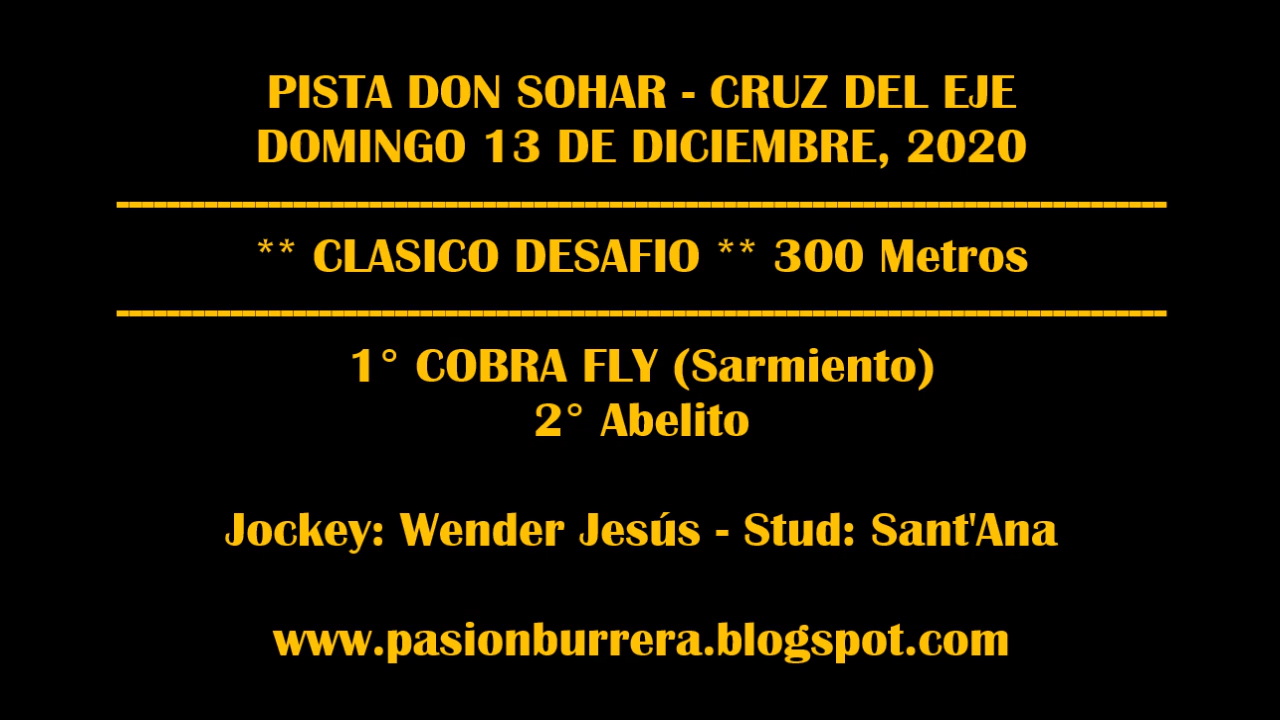 PISTA DON SOHAR - CRUZ DEL EJE
DOMINGO 13 DE DICIEMBRE, 2020
------------------------------------------------------------------------------------
** CLASICO DESAFIO ** 300 Metros
------------------------------------------------------------------------------------
1° COBRA FLY (Sarmiento)
2° Abelito
Jockey: Wender Jesús - Stud: Sant'Ana
www.pasionburrera.blogspot.com